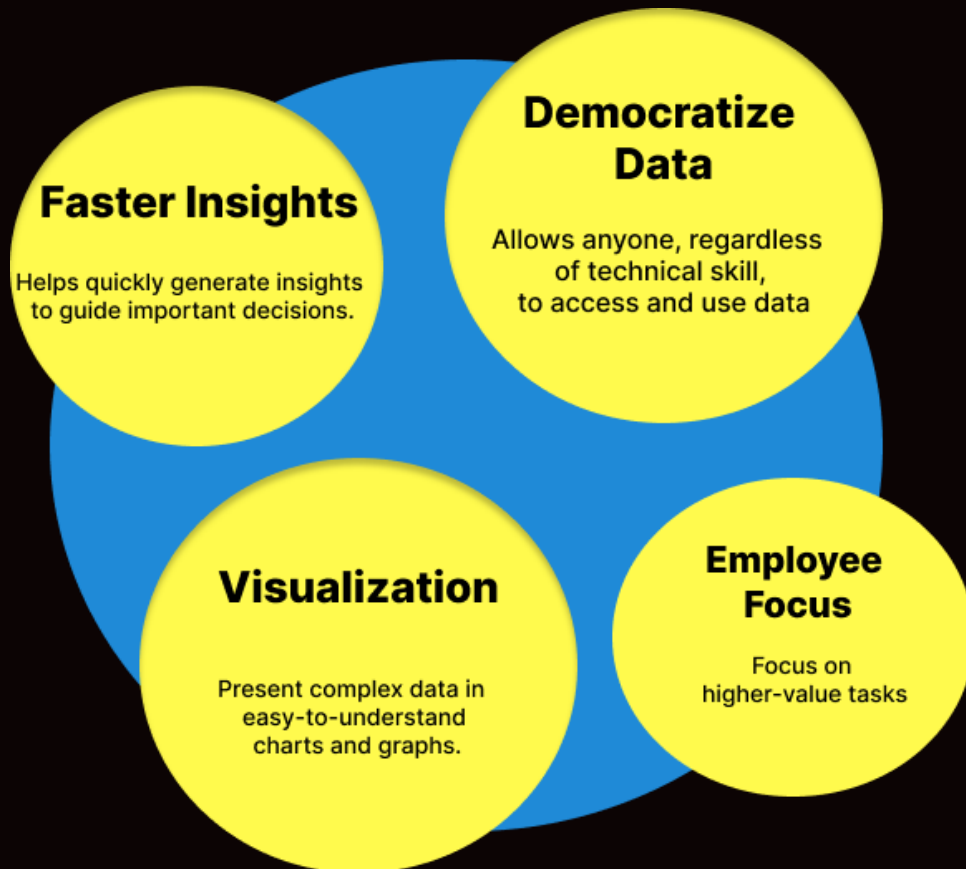 Faster Insights
Helps quickly generate insights
to guide important decisions.
Democratize
Data
Allows anyone, regardless
of technical skill,
to access and use data
Visualization
Present complex data in
easy-to-understand
charts and graphs.
Employee
Focus
Focus on
higher-value tasks